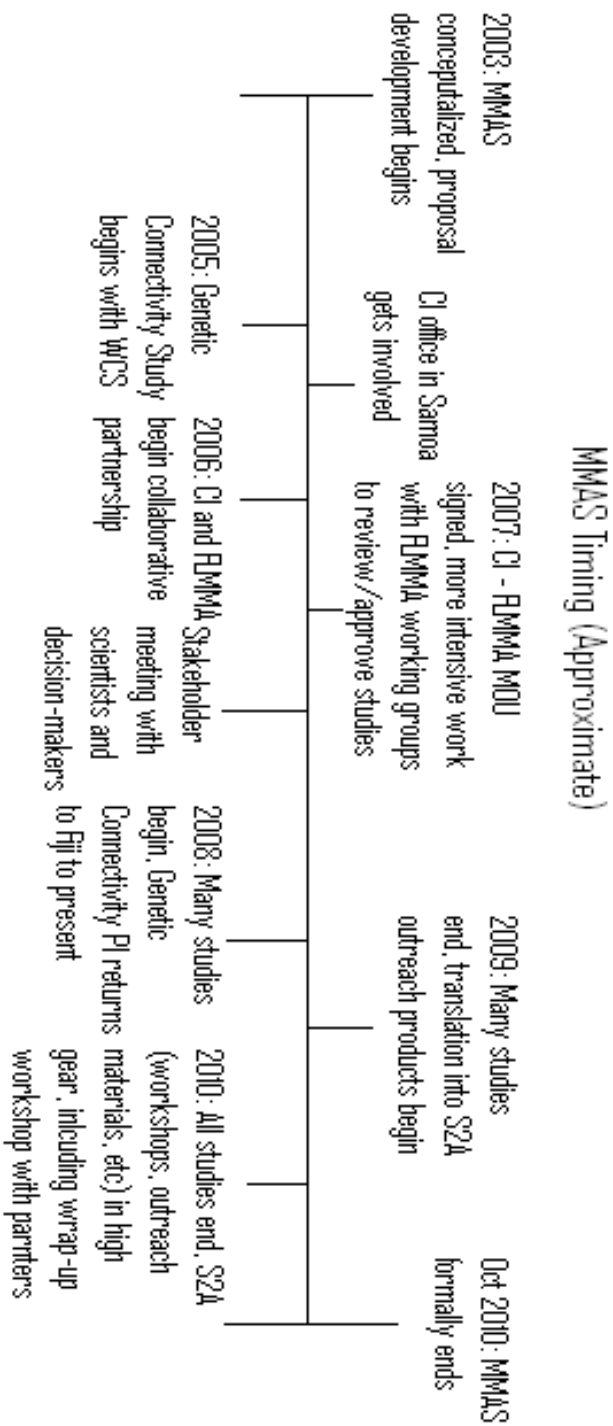 MMAS Timing (Approximate)
2003: MMAS
conceputalized, proposal
development begins
2005: Genetic
Connectivity Study
begins with WCS
CI office in Samoa
gets involved
2006: CI and FLMMA
begin collaborative
partnership
2007: CI - FLMMA MOU
signed, more intensive work
with FLMMA working groups
to review/approve studies
Stakeholder
meeting with
scientists and
decision-makers
2008: Many studies
begin, Genetic
Connectivity PI returns
to Fiji to present
2009: Many studies
end, translation into S2A
outreach products begin
2010: All studies end, S2A
(workshops, outreach
materials, etc) in high
gear, inlcuding wrap-up
workshop with parnters
Oct 2010: MMAS
formally ends